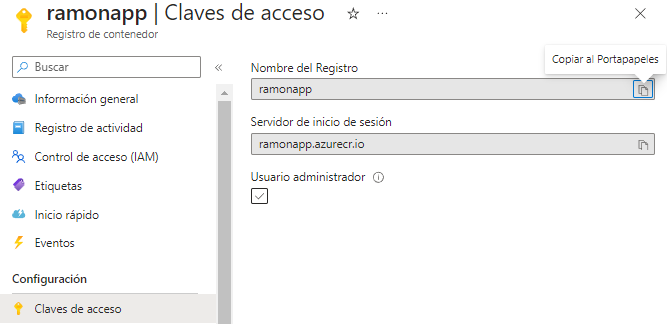 ramonapp | Claves de acceso
Registro de contenedor
Buscar
Información general
Registro de actividad
Control de acceso (IAM)
Etiquetas
Inicio rápido
Eventos
Configuración
Claves de acceso
Copiar al Portapapeles
Nombre del Registro
ramonapp
Servidor de inicio de sesión
ramonapp.azurecr.io
Usuario administrador